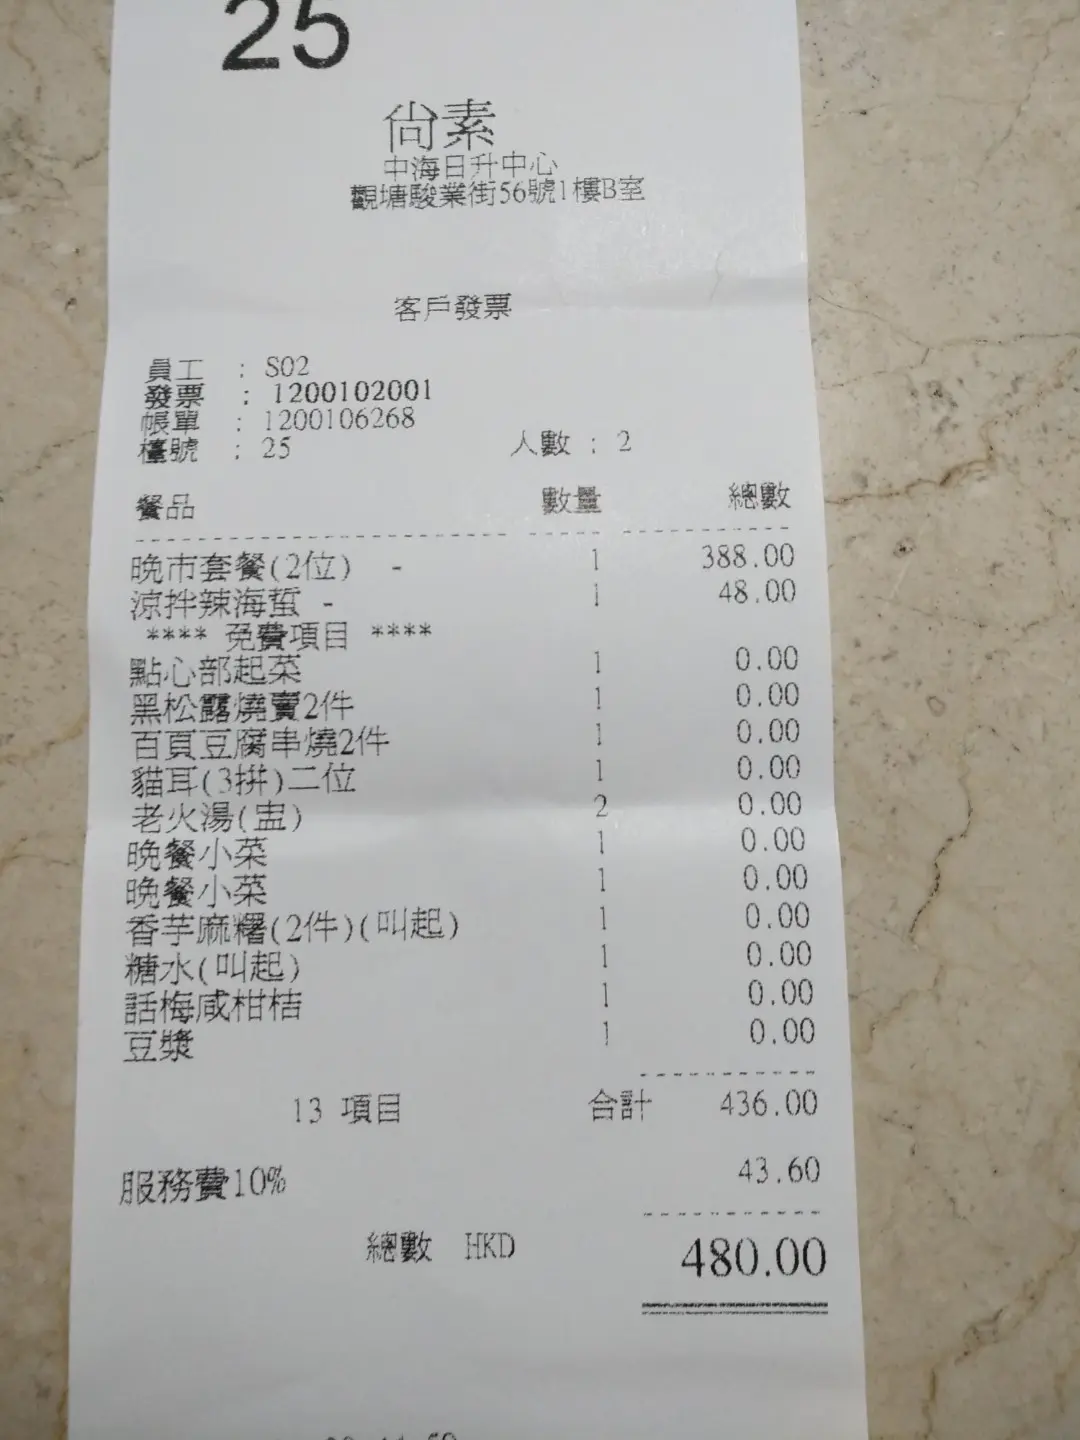 25
尚素
中海日升中心
觀塘駿業街56號1樓B室
客戶發票
員工 : S02
發票 : 1200102001
帳單 : 1200106268
檯號 : 25 人數 : 2
餐品 數量 總數
晚市套餐(2位) - 1 388.00
涼拌辣海蜇 - 1 48.00
**** 免費項目 ****
點心部起菜 1 0.00
黑松露燒賣2件 1 0.00
百頁豆腐串燒2件 1 0.00
貓耳(3拼)二位 1 0.00
老火湯(盅) 2 0.00
晚餐小菜 1 0.00
晚餐小菜 1 0.00
香芋麻糬(2件)(叫起) 1 0.00
糖水(叫起) 1 0.00
話梅咸柑桔 1 0.00
豆漿 1 0.00
13 項目 合計 436.00
服務費10% 43.60
總數 HKD 480.00